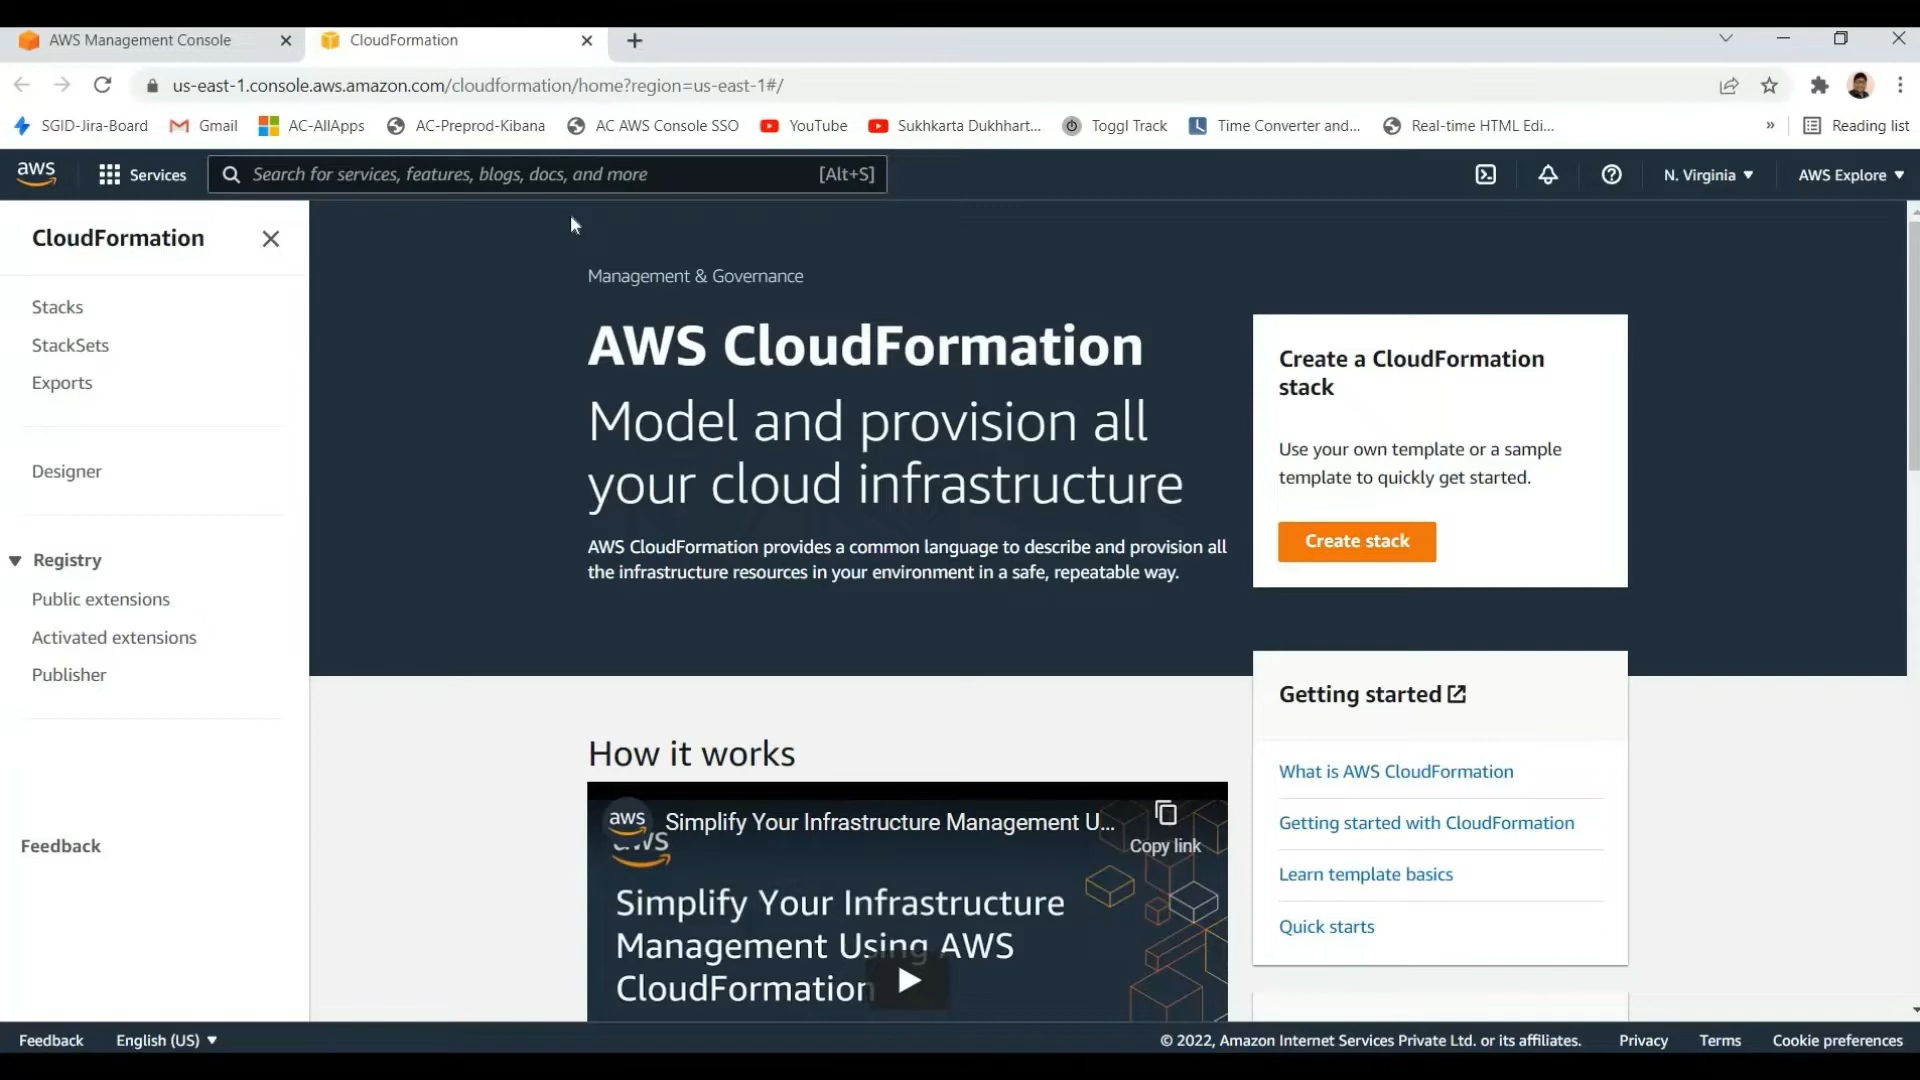 AWS Management Console
CloudFormation
us-east-1.console.aws.amazon.com/cloudformation/home?region=us-east-1#/
SGID-Jira-Board
Gmail
AC-AllApps
AC-Preprod-Kibana
AC AWS Console SSO
YouTube
Sukhkarta Dukhhart...
Toggl Track
Time Converter and...
Real-time HTML Edi...
»
Reading list
aws
Services
Search for services, features, blogs, docs, and more
[Alt+S]
N. Virginia
AWS Explore
CloudFormation
Stacks
StackSets
Exports
Designer
Registry
Public extensions
Activated extensions
Publisher
Feedback
Management & Governance
AWS CloudFormation
Model and provision all
your cloud infrastructure
AWS CloudFormation provides a common language to describe and provision all
the infrastructure resources in your environment in a safe, repeatable way.
Create a CloudFormation
stack
Use your own template or a sample
template to quickly get started.
Create stack
Getting started
What is AWS CloudFormation
Getting started with CloudFormation
Learn template basics
Quick starts
How it works
aws
Simplify Your Infrastructure Management U...
Copy link
aws
Simplify Your Infrastructure
Management Using AWS
CloudFormation
Feedback
English (US)
© 2022, Amazon Internet Services Private Ltd. or its affiliates.
Privacy
Terms
Cookie preferences